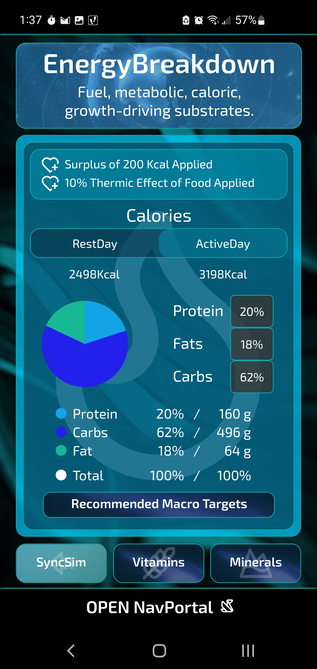 1:37 57%
EnergyBreakdown
Fuel, metabolic, caloric,
growth-driving substrates.
Surplus of 200 Kcal Applied
10% Thermic Effect of Food Applied
Calories
RestDay ActiveDay
2498Kcal 3198Kcal
Protein 20%
Fats 18%
Carbs 62%
Protein 20% / 160 g
Carbs 62% / 496 g
Fat 18% / 64 g
Total 100% / 100%
Recommended Macro Targets
SyncSim Vitamins Minerals
OPEN NavPortal